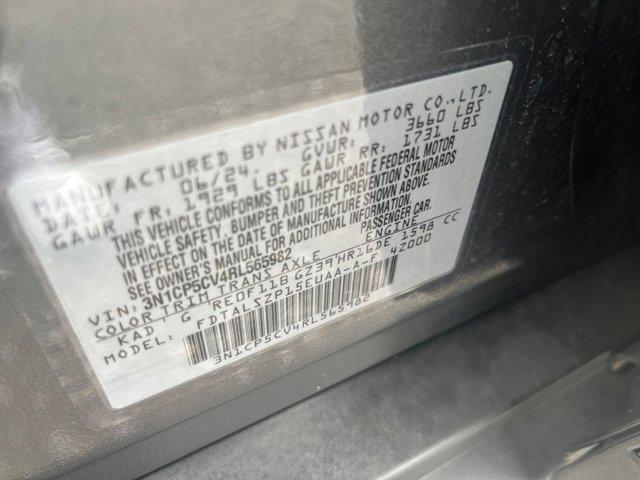 MANUFACTURED BY NISSAN MOTOR CO., LTD.
DATE: 06/24 GVWR: 3660 LBS
GAWR FR: 1929 LBS GAWR RR: 1731 LBS
THIS VEHICLE CONFORMS TO ALL APPLICABLE FEDERAL MOTOR
VEHICLE SAFETY, BUMPER AND THEFT PREVENTION STANDARDS
IN EFFECT ON THE DATE OF MANUFACTURE SHOWN ABOVE.
SEE OWNERS MANUAL FOR ADDITIONAL INFORMATION.
VIN: 3N1CP5CV4RL565982 PASSENGER CAR.
COLOR TRIM TRANS AXLE ENGINE
KAD G RE0F11B GZ39 HR16DE 1598 CC
MODEL: FDTALSZP15EUAA-A-F 42000
3N1CP5CV4RL565982